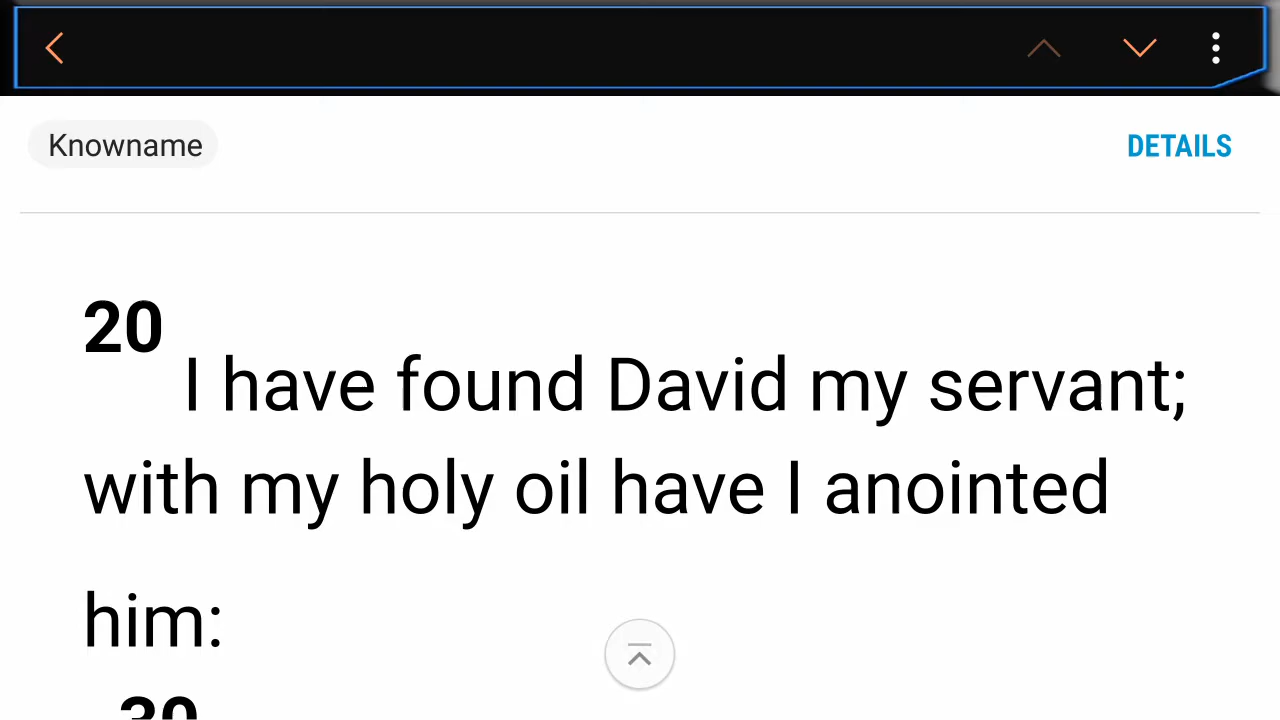 Knowname
DETAILS
20
I have found David my servant;
with my holy oil have I anointed
him: